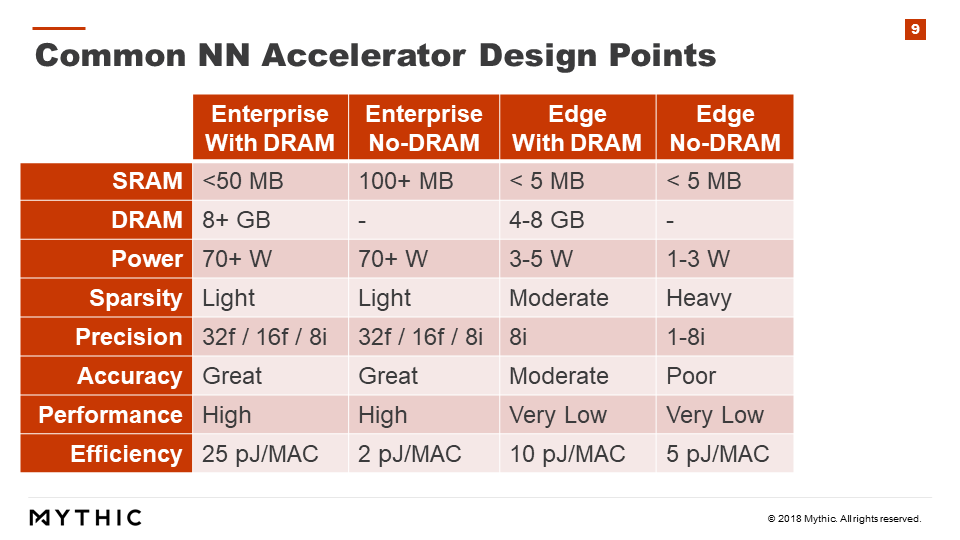 9
Common NN Accelerator Design Points
Enterprise With DRAM Enterprise No-DRAM Edge With DRAM Edge No-DRAM
SRAM <50 MB 100+ MB < 5 MB < 5 MB
DRAM 8+ GB - 4-8 GB -
Power 70+ W 70+ W 3-5 W 1-3 W
Sparsity Light Light Moderate Heavy
Precision 32f / 16f / 8i 32f / 16f / 8i 8i 1-8i
Accuracy Great Great Moderate Poor
Performance High High Very Low Very Low
Efficiency 25 pJ/MAC 2 pJ/MAC 10 pJ/MAC 5 pJ/MAC
MYTHIC
© 2018 Mythic. All rights reserved.